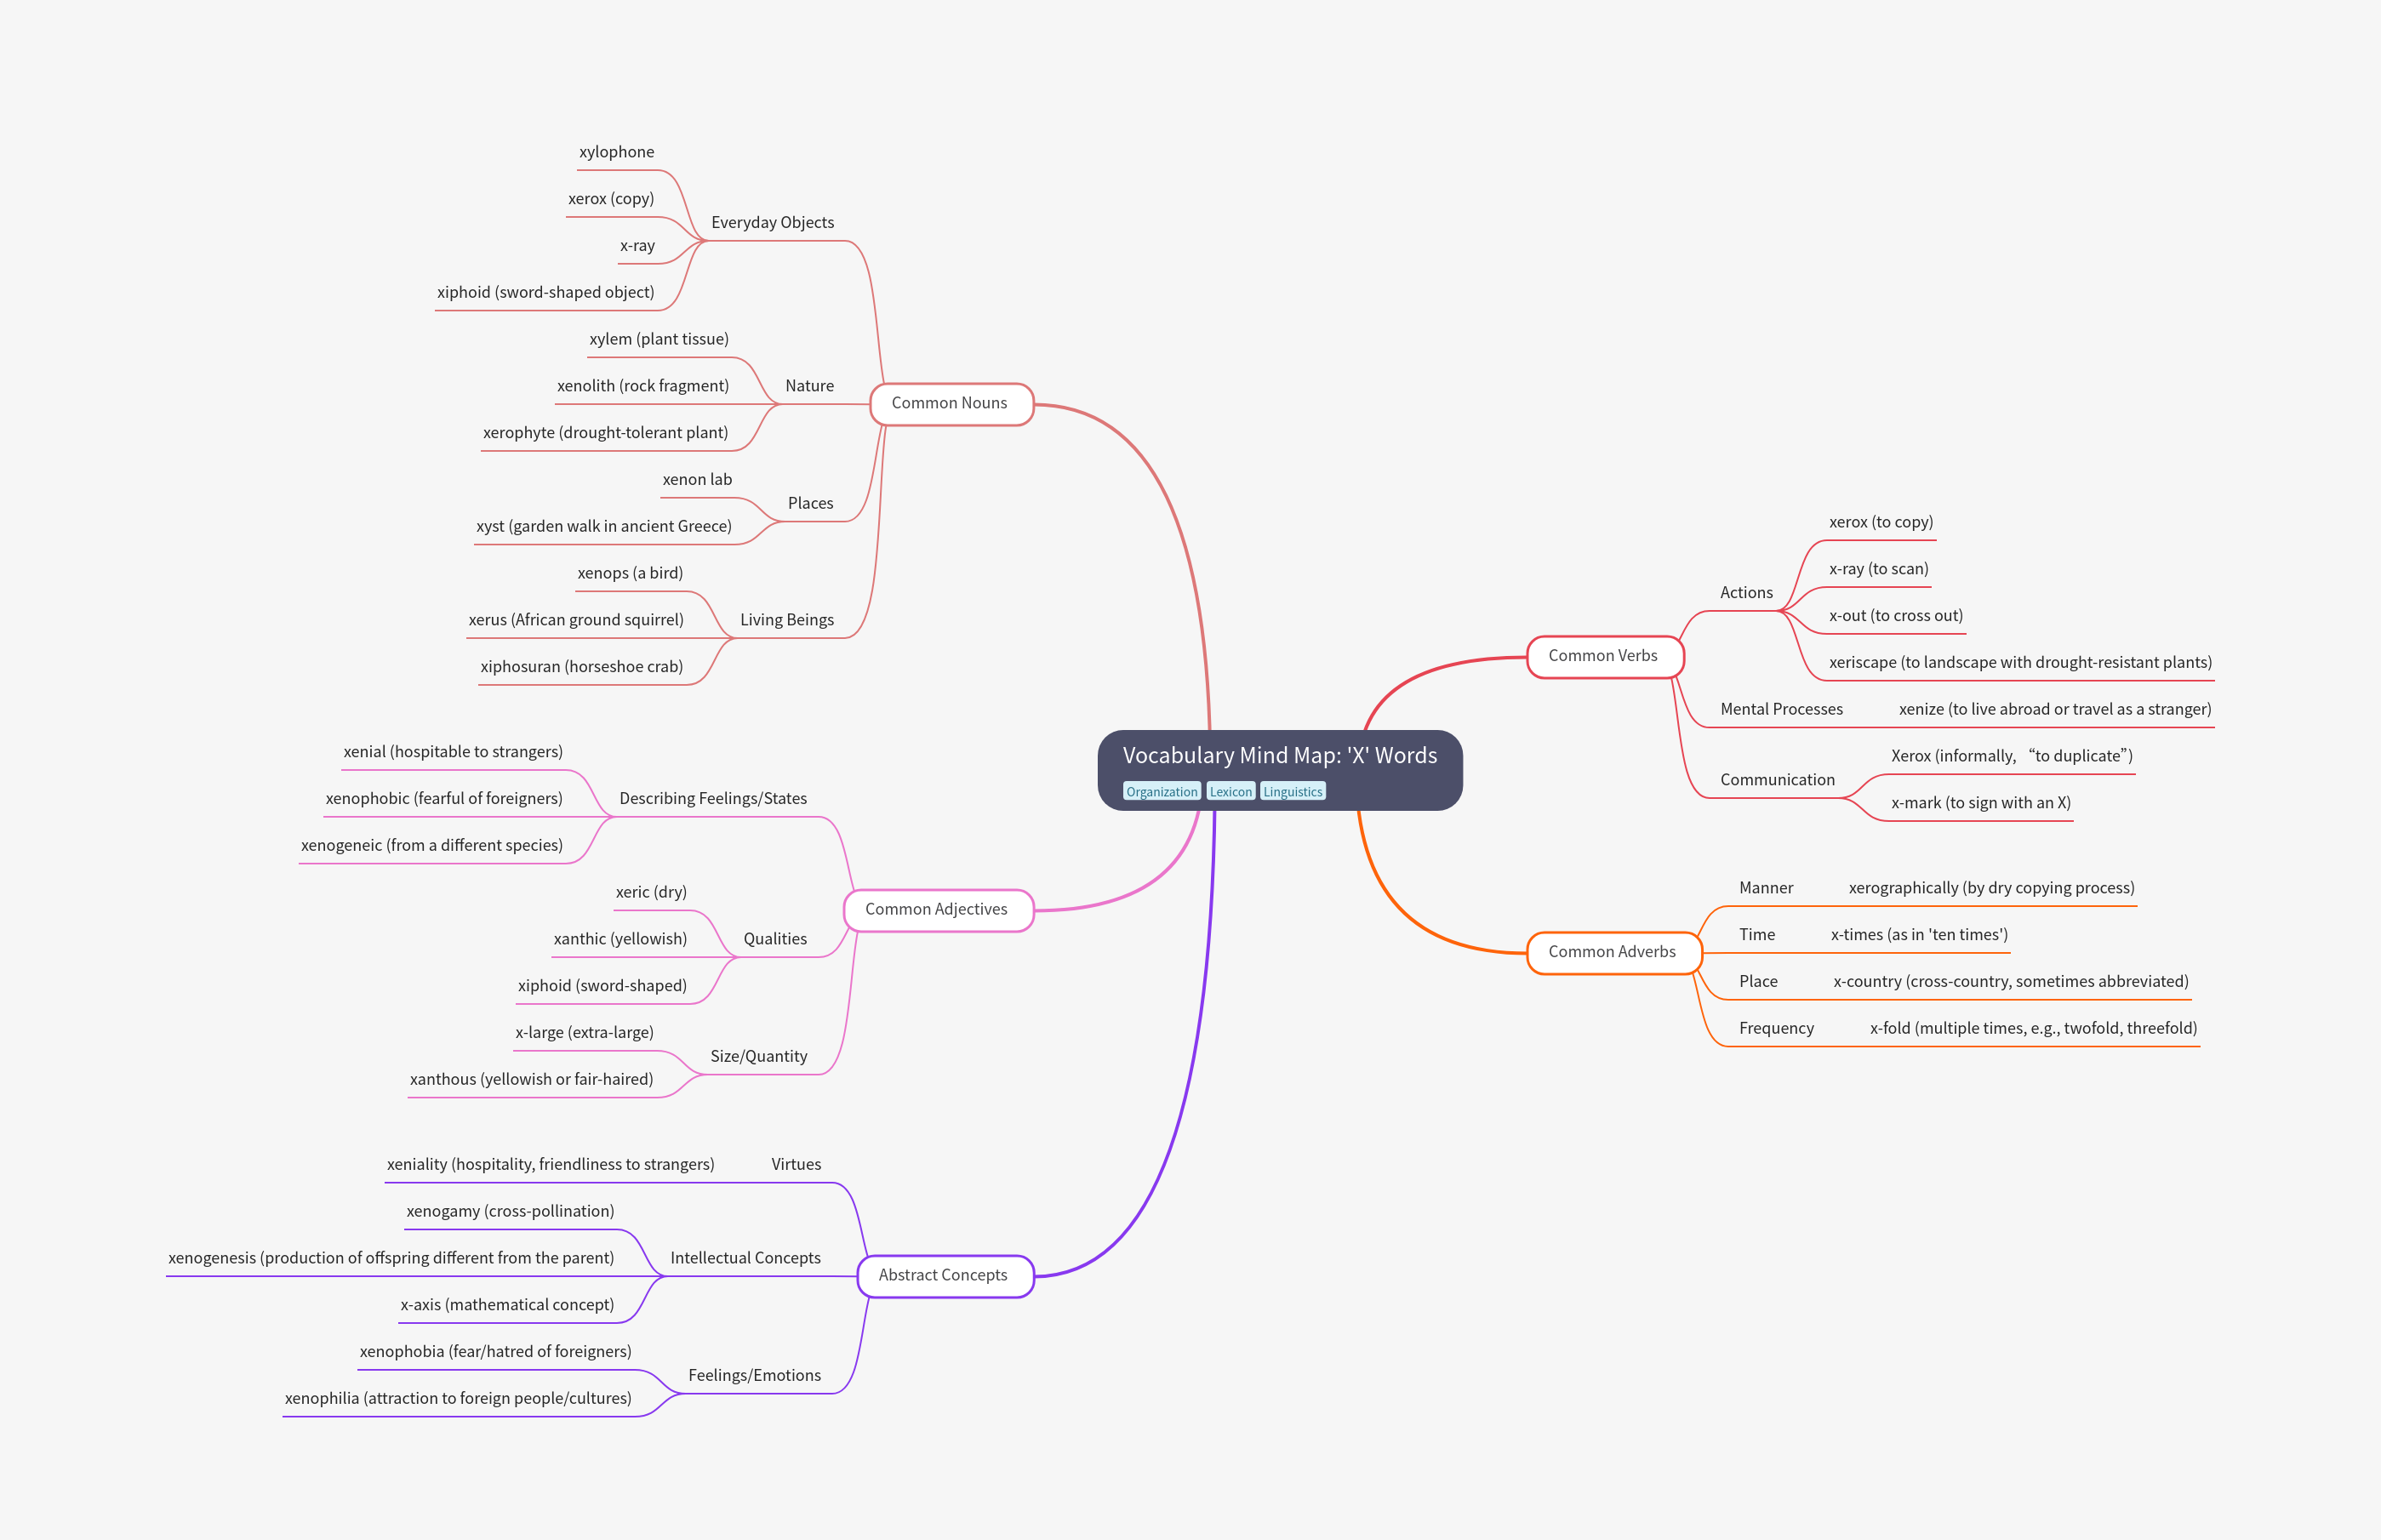 Vocabulary Mind Map: 'X' Words
Organization Lexicon Linguistics
Common Nouns
Everyday Objects
xylophone
xerox (copy)
x-ray
xiphoid (sword-shaped object)
Nature
xylem (plant tissue)
xenolith (rock fragment)
xerophyte (drought-tolerant plant)
Places
xenon lab
xyst (garden walk in ancient Greece)
Living Beings
xenops (a bird)
xerus (African ground squirrel)
xiphosuran (horseshoe crab)
Common Adjectives
Describing Feelings/States
xenial (hospitable to strangers)
xenophobic (fearful of foreigners)
xenogeneic (from a different species)
Qualities
xeric (dry)
xanthic (yellowish)
xiphoid (sword-shaped)
Size/Quantity
x-large (extra-large)
xanthous (yellowish or fair-haired)
Abstract Concepts
Virtues
xeniality (hospitality, friendliness to strangers)
Intellectual Concepts
xenogamy (cross-pollination)
xenogenesis (production of offspring different from the parent)
x-axis (mathematical concept)
Feelings/Emotions
xenophobia (fear/hatred of foreigners)
xenophilia (attraction to foreign people/cultures)
Common Verbs
Actions
xerox (to copy)
x-ray (to scan)
x-out (to cross out)
xeriscape (to landscape with drought-resistant plants)
Mental Processes
xenize (to live abroad or travel as a stranger)
Communication
Xerox (informally, “to duplicate”)
x-mark (to sign with an X)
Common Adverbs
Manner
xerographically (by dry copying process)
Time
x-times (as in 'ten times')
Place
x-country (cross-country, sometimes abbreviated)
Frequency
x-fold (multiple times, e.g., twofold, threefold)